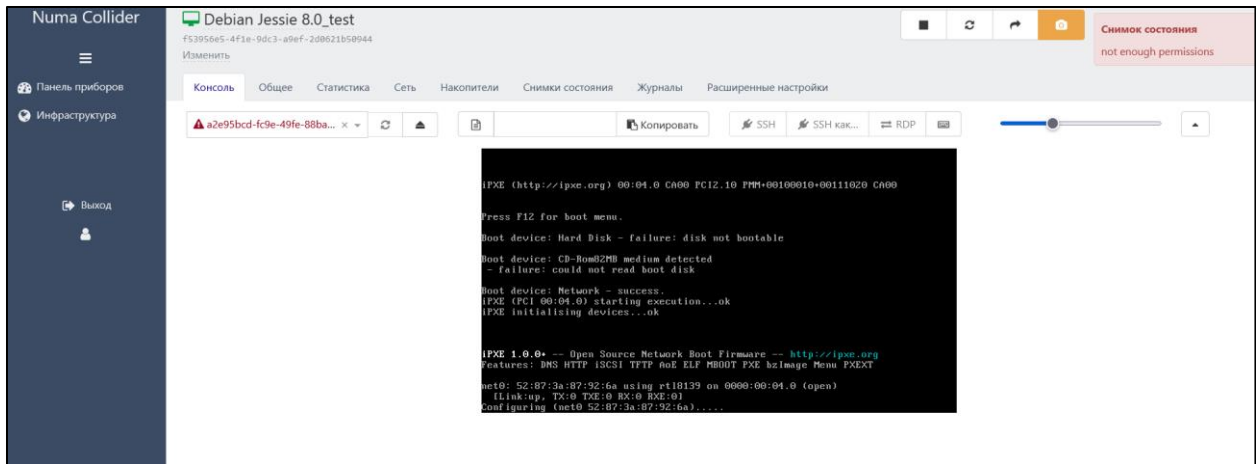 Numa Collider
Debian Jessie 8.0_test
f53956e5-4f1e-9dc3-a9ef-2d0621b50944
Изменить
Снимок состояния
not enough permissions
Панель приборов
Инфраструктура
Выход
Консоль Общее Статистика Сеть Накопители Снимки состояния Журналы Расширенные настройки
a2e95bcd-fc9e-49fe-88ba... × Копировать SSH SSH как... RDP
iPXE (http://ipxe.org) 00:04.0 CA00 PCI2.10 PMM+00100010+00111020 CA00
Press F12 for boot menu.
Boot device: Hard Disk - failure: disk not bootable
Boot device: CD-Rom82MB medium detected
- failure: could not read boot disk
Boot device: Network - success.
iPXE (PCI 00:04.0) starting execution...ok
iPXE initialising devices...ok
iPXE 1.0.0+ -- Open Source Network Boot Firmware -- http://ipxe.org
Features: DNS HTTP iSCSI TFTP AoE ELF MBOOT PXE bzImage Menu PXEXT
net0: 52:87:3a:87:92:6a using rtl8139 on 0000:00:04.0 (open)
[Link:up, TX:0 TXE:0 RX:0 RXE:0]
Configuring (net0 52:87:3a:87:92:6a).....